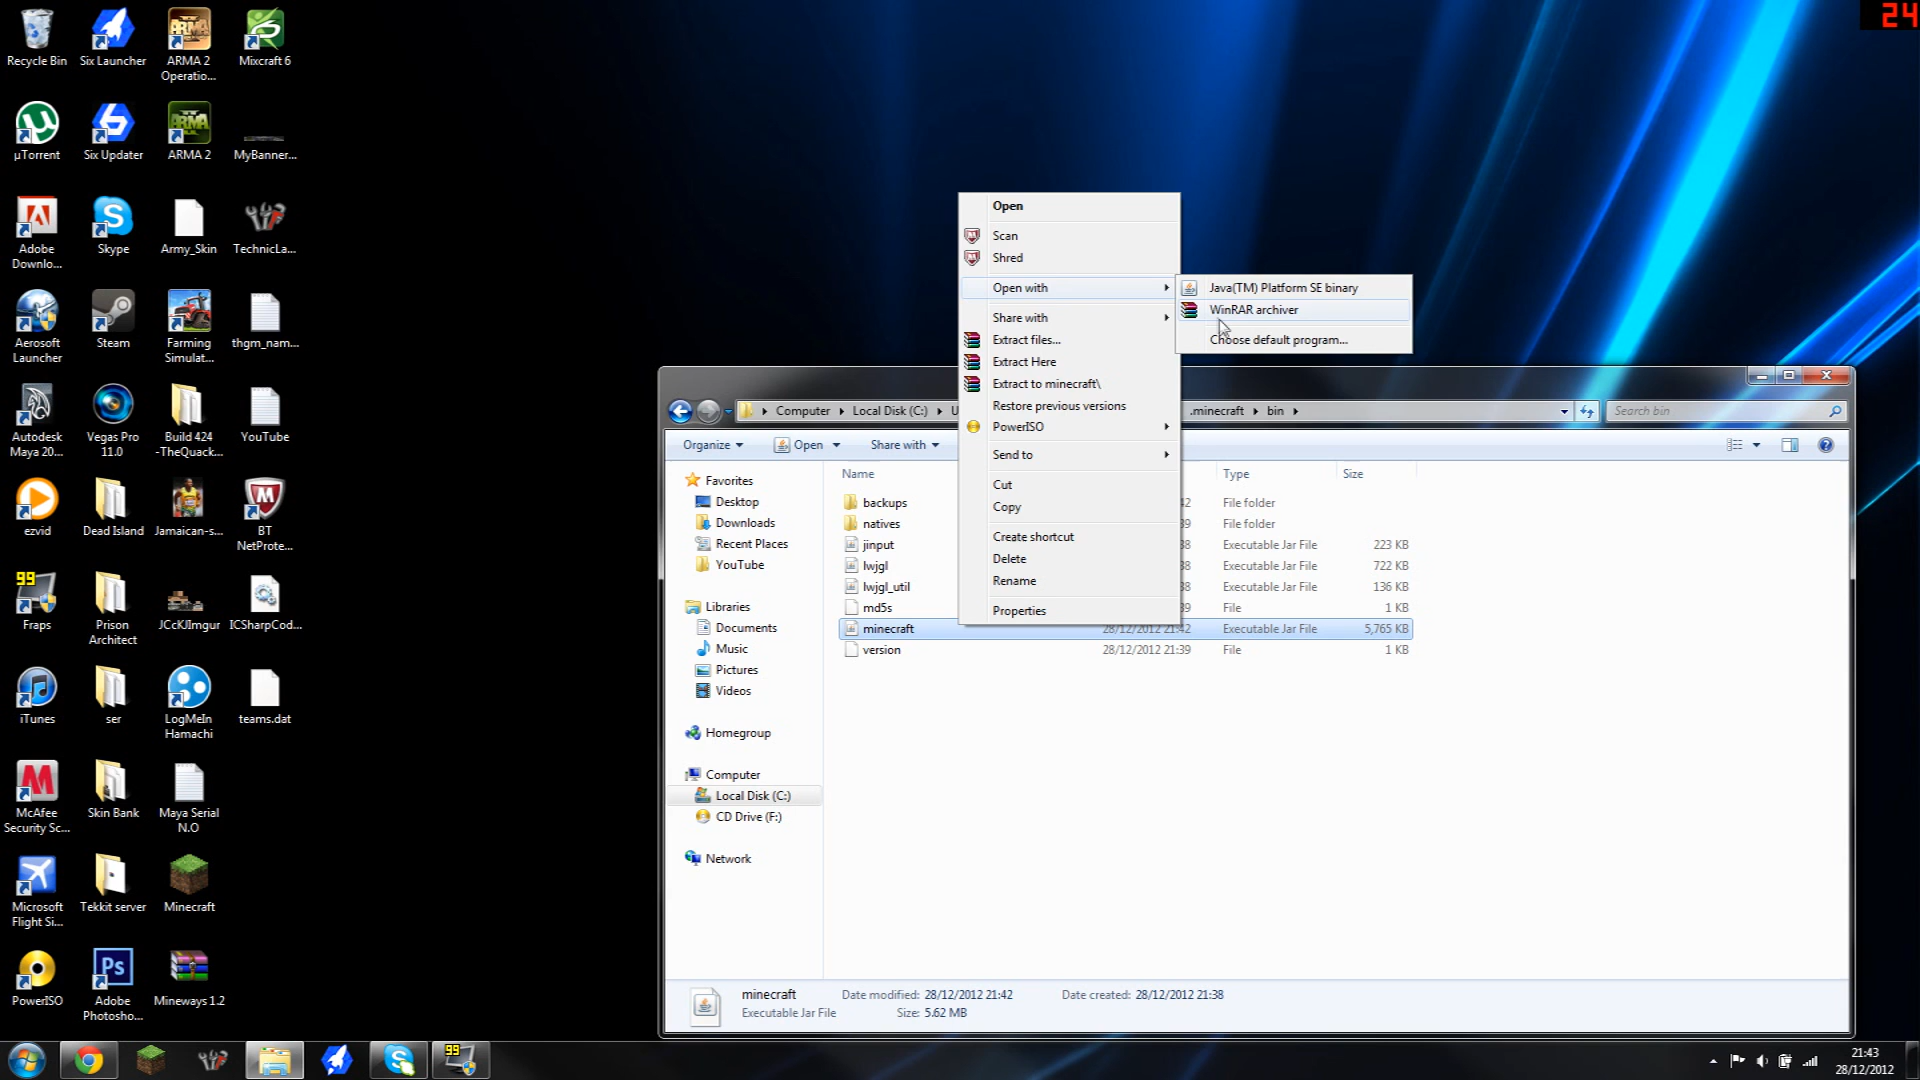 24
Recycle Bin
Six Launcher
ARMA 2
Operatio...
Mixcraft 6
µTorrent
Six Updater
ARMA 2
MyBanner...
Adobe
Downlo...
Skype
Army_Skin
TechnicLa...
Aerosoft
Launcher
Steam
Farming
Simulat...
thgm_nam...
Autodesk
Maya 20...
Vegas Pro
11.0
Build 424
-TheQuack...
YouTube
ezvid
Dead Island
Jamaican-s...
BT
NetProte...
99
Fraps
Prison
Architect
JCcKJImgur
ICSharpCod...
iTunes
ser
LogMeIn
Hamachi
teams.dat
McAfee
Security Sc...
Skin Bank
Maya Serial
N.O
Microsoft
Flight Si...
Tekkit server
Minecraft
PowerISO
Adobe
Photosho...
Mineways 1.2
Open
Scan
Shred
Open with
Share with
Extract files...
Extract Here
Extract to minecraft\
Restore previous versions
PowerISO
Send to
Cut
Copy
Create shortcut
Delete
Rename
Properties
Java(TM) Platform SE binary
WinRAR archiver
Choose default program...
Computer
Local Disk (C:)
U
.minecraft
bin
Search bin
Organize
Open
Share with
Favorites
Desktop
Downloads
Recent Places
YouTube
Libraries
Documents
Music
Pictures
Videos
Homegroup
Computer
Local Disk (C:)
CD Drive (F:)
Network
Name Type Size
backups 42 File folder
natives 39 File folder
jinput 38 Executable Jar File 223 KB
lwjgl 38 Executable Jar File 722 KB
lwjgl_util 38 Executable Jar File 136 KB
md5s 39 File 1 KB
minecraft 28/12/2012 21:42 Executable Jar File 5,765 KB
version 28/12/2012 21:39 File 1 KB
minecraft Date modified: 28/12/2012 21:42 Date created: 28/12/2012 21:38
Executable Jar File Size: 5.62 MB
99
21:43
28/12/2012